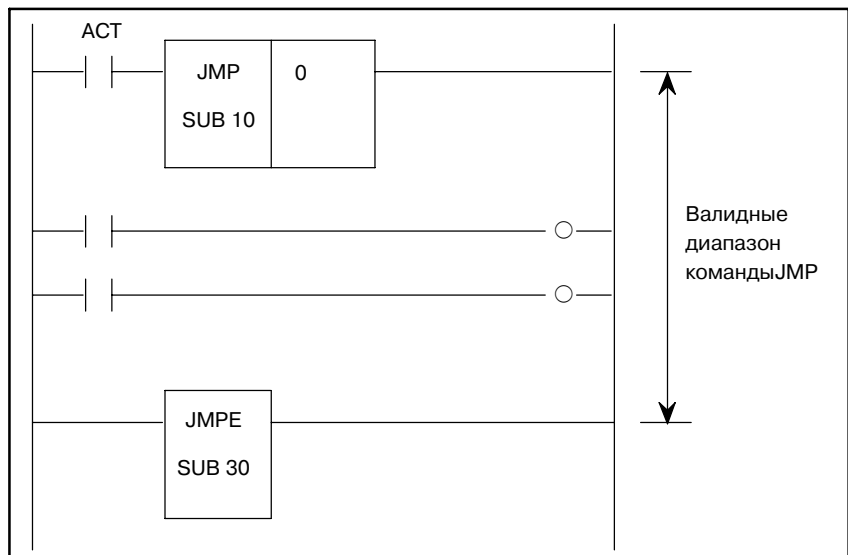 ACT
JMP 0
SUB 10
Валидные
диапазон
командыJMP
JMPE
SUB 30